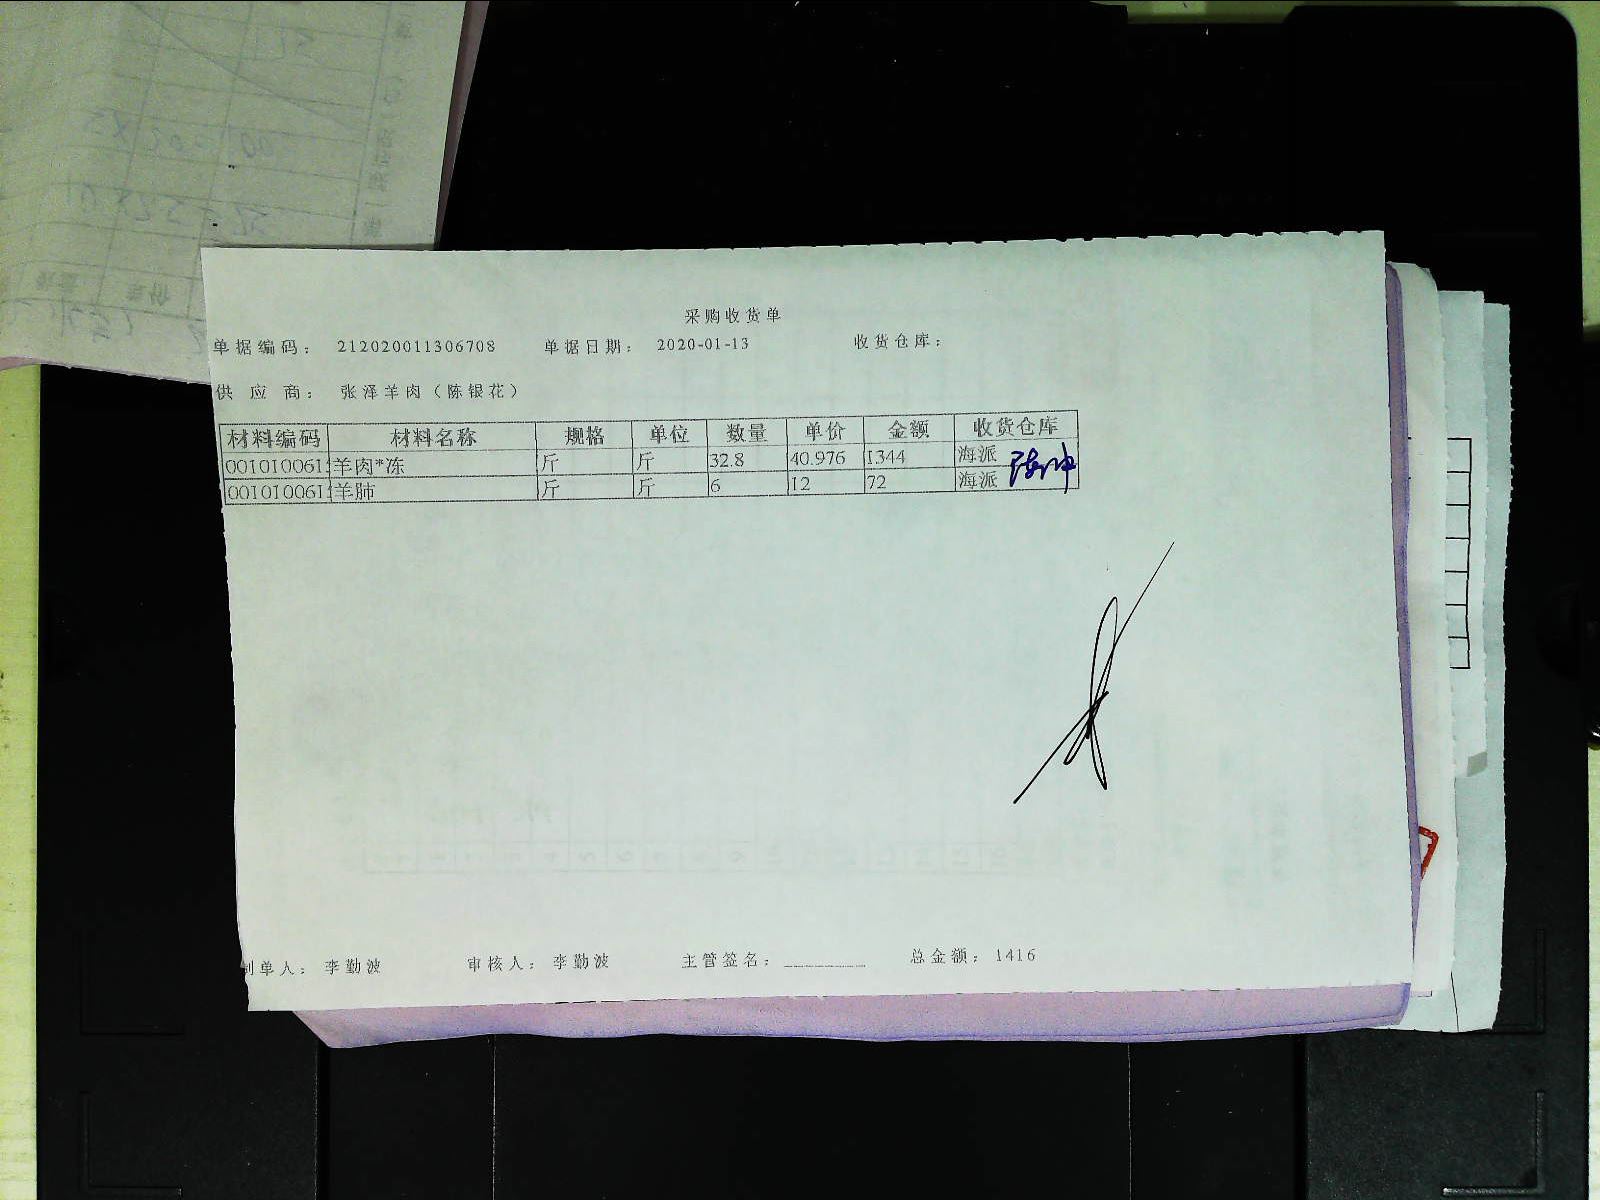 采购收货单
单据编码： 212020011306708 单据日期： 2020-01-13 收货仓库：
供 应 商： 张泽羊肉（陈银花）
材料编码 材料名称 规格 单位 数量 单价 金额 收货仓库
001010061 羊肉*冻 斤 斤 32.8 40.976 1344 海派
001010061 羊肺 斤 斤 6 12 72 海派
制单人： 李勤波 审核人： 李勤波 主管签名： 总金额： 1416